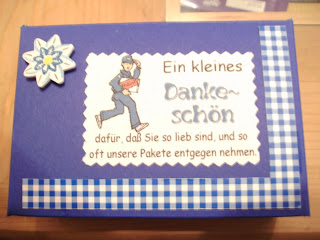 Ein kleines
Danke-
schön
dafür, daß Sie so lieb sind, und so
oft unsere Pakete entgegen nehmen.